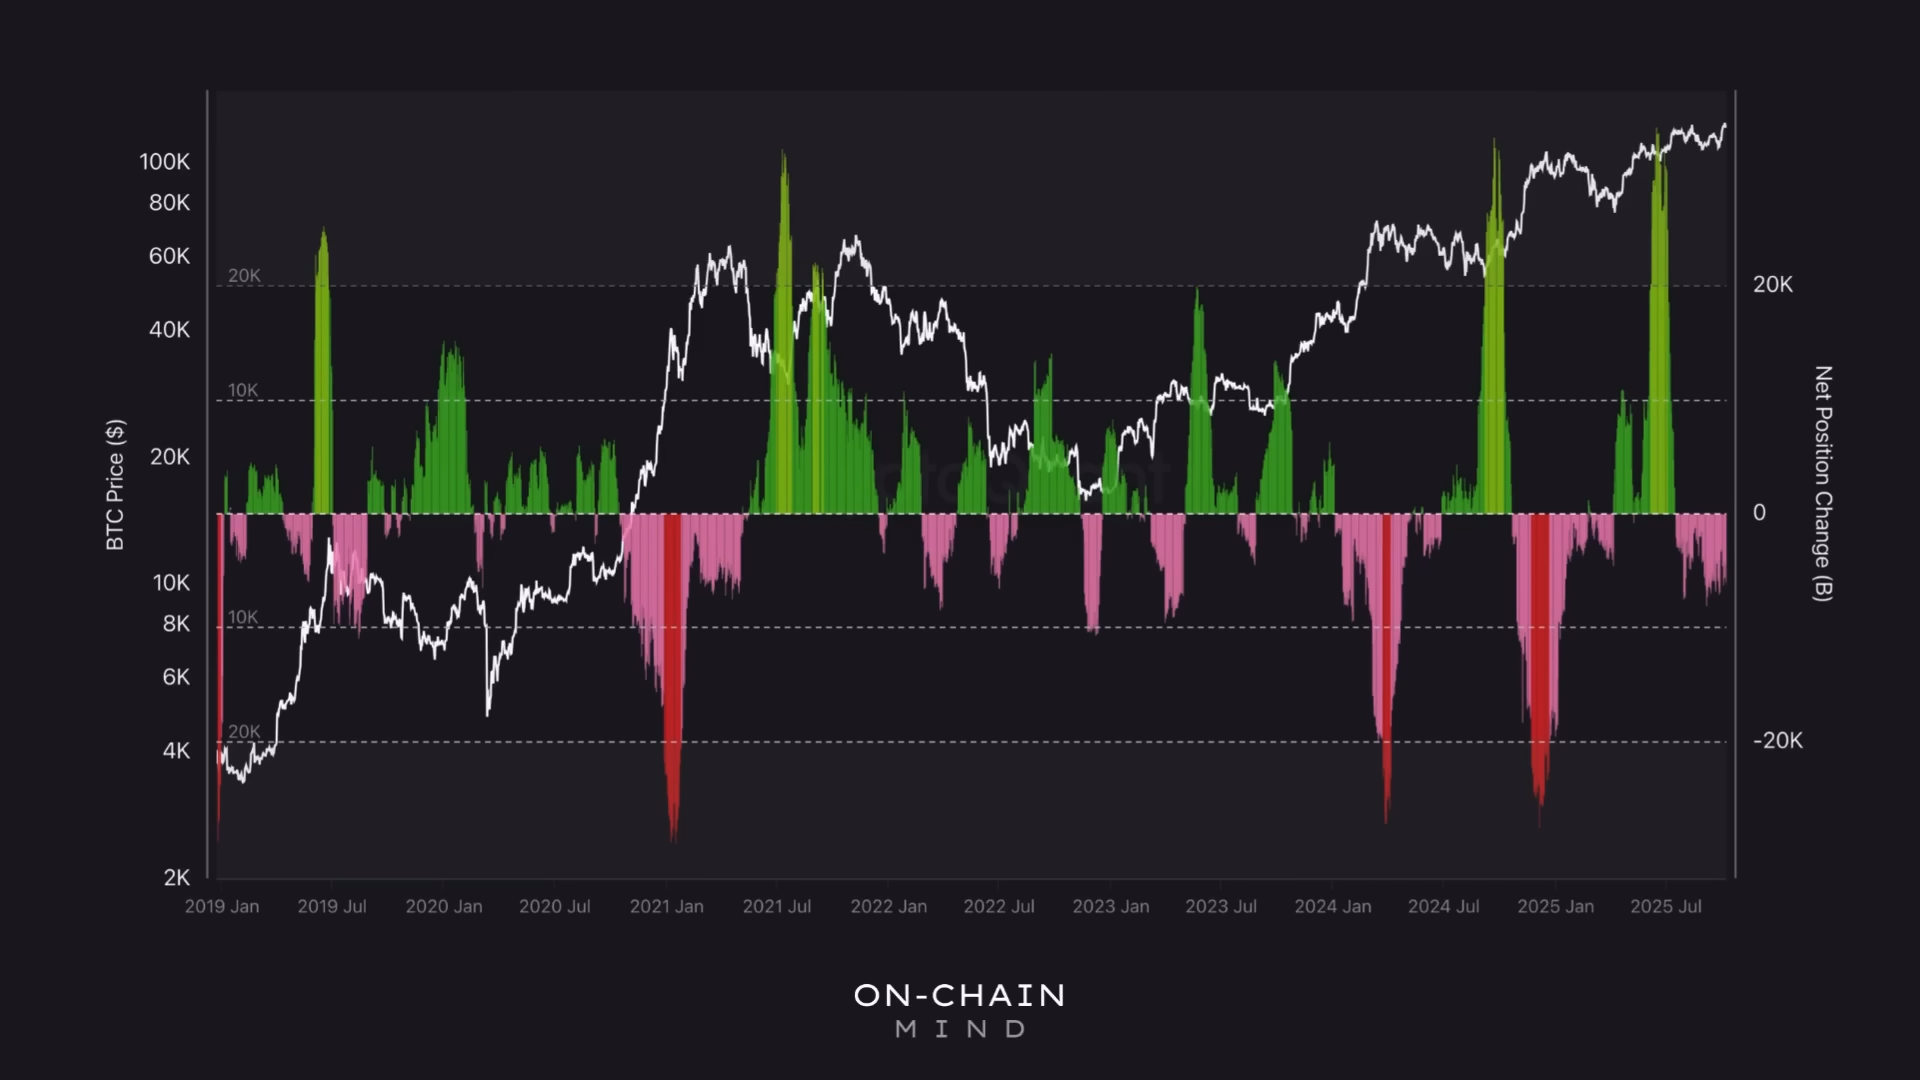 100K
80K
60K
40K
20K
10K
8K
6K
4K
2K
BTC Price ($)
20K
10K
10K
20K
20K
0
-20K
Net Position Change (B)
2019 Jan
2019 Jul
2020 Jan
2020 Jul
2021 Jan
2021 Jul
2022 Jan
2022 Jul
2023 Jan
2023 Jul
2024 Jan
2024 Jul
2025 Jan
2025 Jul
ON-CHAIN
MIND